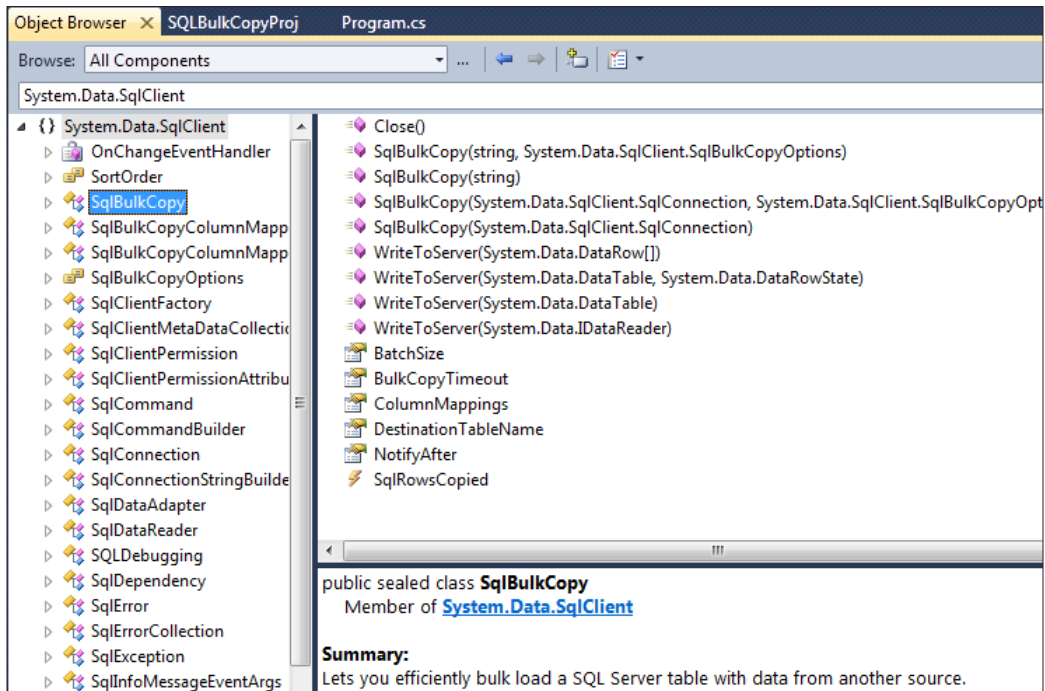 Object Browser SQLBulkCopyProj Program.cs
Browse: All Components ...
System.Data.SqlClient
{} System.Data.SqlClient
OnChangeEventHandler
SortOrder
SqlBulkCopy
SqlBulkCopyColumnMapp
SqlBulkCopyColumnMapp
SqlBulkCopyOptions
SqlClientFactory
SqlClientMetaDataCollectic
SqlClientPermission
SqlClientPermissionAttribu
SqlCommand
SqlCommandBuilder
SqlConnection
SqlConnectionStringBuilde
SqlDataAdapter
SqlDataReader
SQLDebugging
SqlDependency
SqlError
SqlErrorCollection
SqlException
SqlInfoMessageEventArgs
Close()
SqlBulkCopy(string, System.Data.SqlClient.SqlBulkCopyOptions)
SqlBulkCopy(string)
SqlBulkCopy(System.Data.SqlClient.SqlConnection, System.Data.SqlClient.SqlBulkCopyOpt
SqlBulkCopy(System.Data.SqlClient.SqlConnection)
WriteToServer(System.Data.DataRow[])
WriteToServer(System.Data.DataTable, System.Data.DataRowState)
WriteToServer(System.Data.DataTable)
WriteToServer(System.Data.IDataReader)
BatchSize
BulkCopyTimeout
ColumnMappings
DestinationTableName
NotifyAfter
SqlRowsCopied
public sealed class SqlBulkCopy
Member of System.Data.SqlClient
Summary:
Lets you efficiently bulk load a SQL Server table with data from another source.